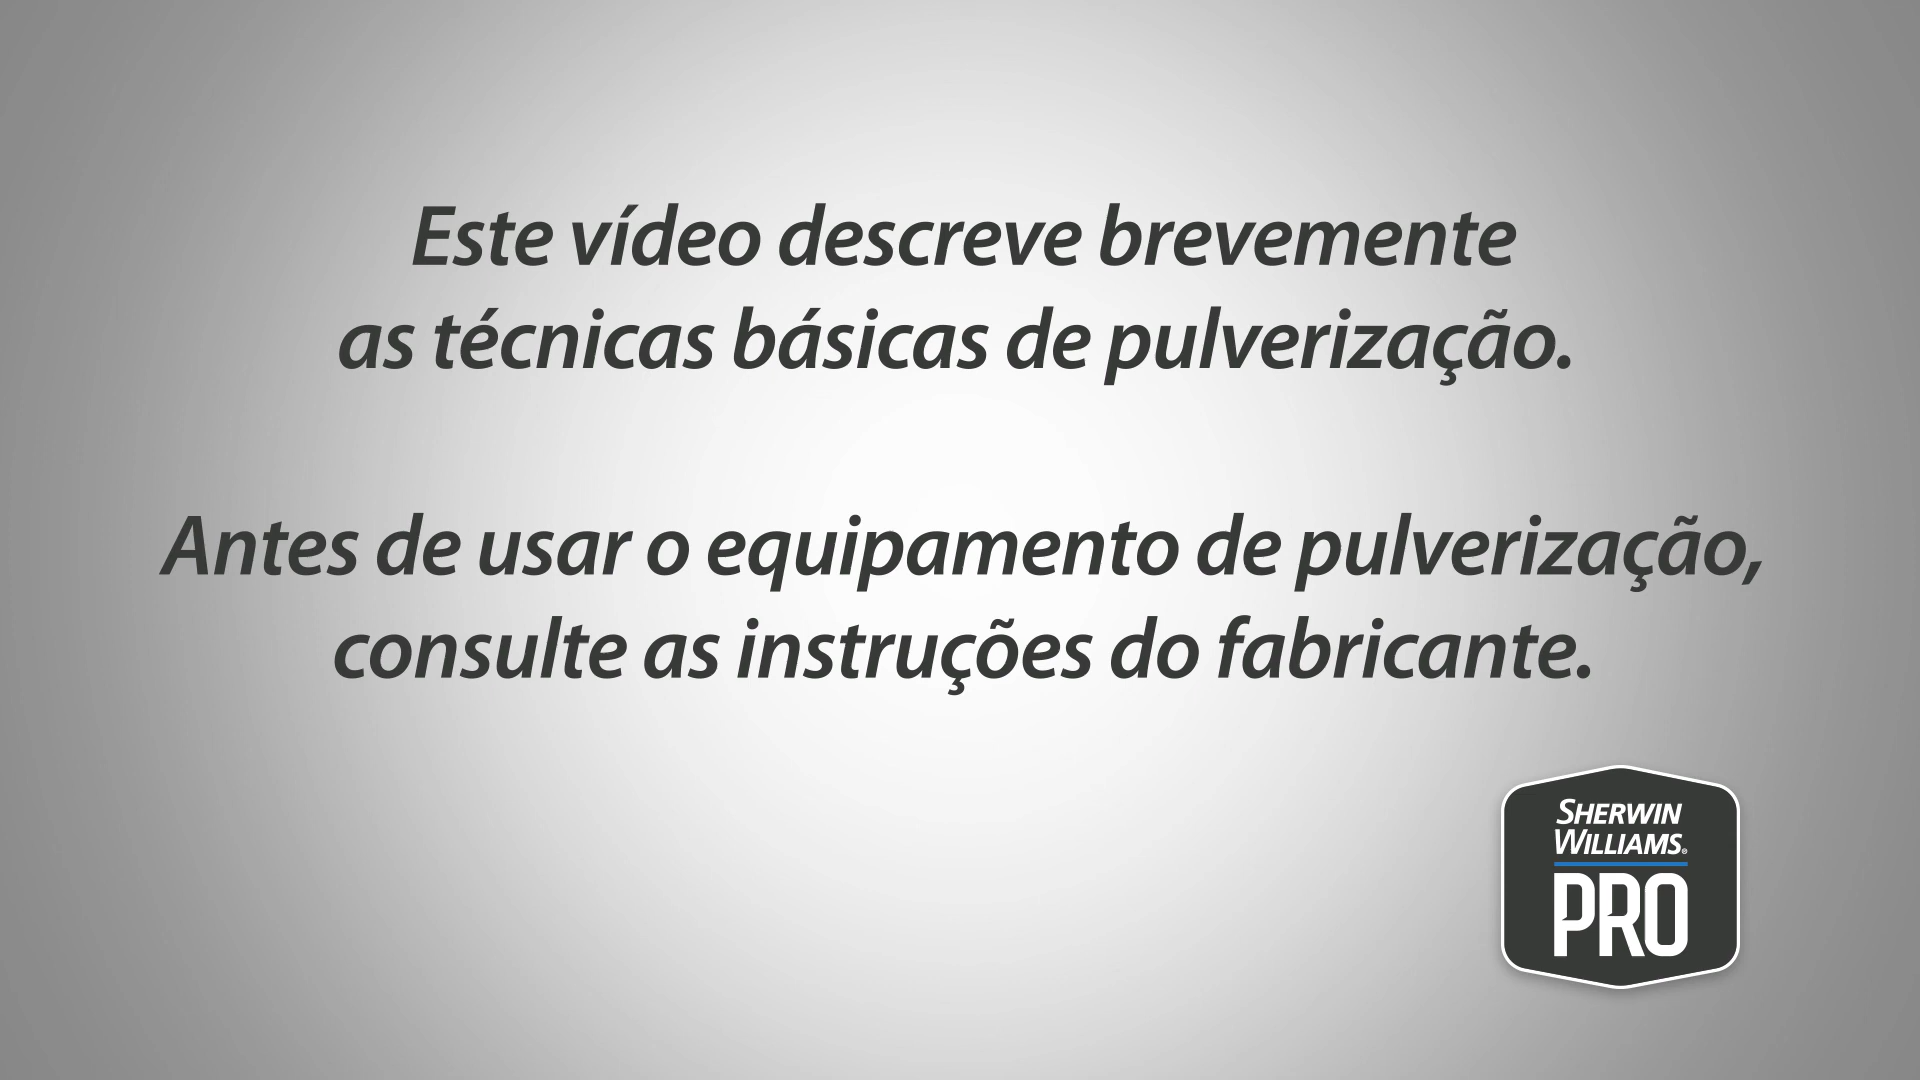 Este vídeo descreve brevemente
as técnicas básicas de pulverização.
Antes de usar o equipamento de pulverização,
consulte as instruções do fabricante.
SHERWIN
WILLIAMS®
PRO